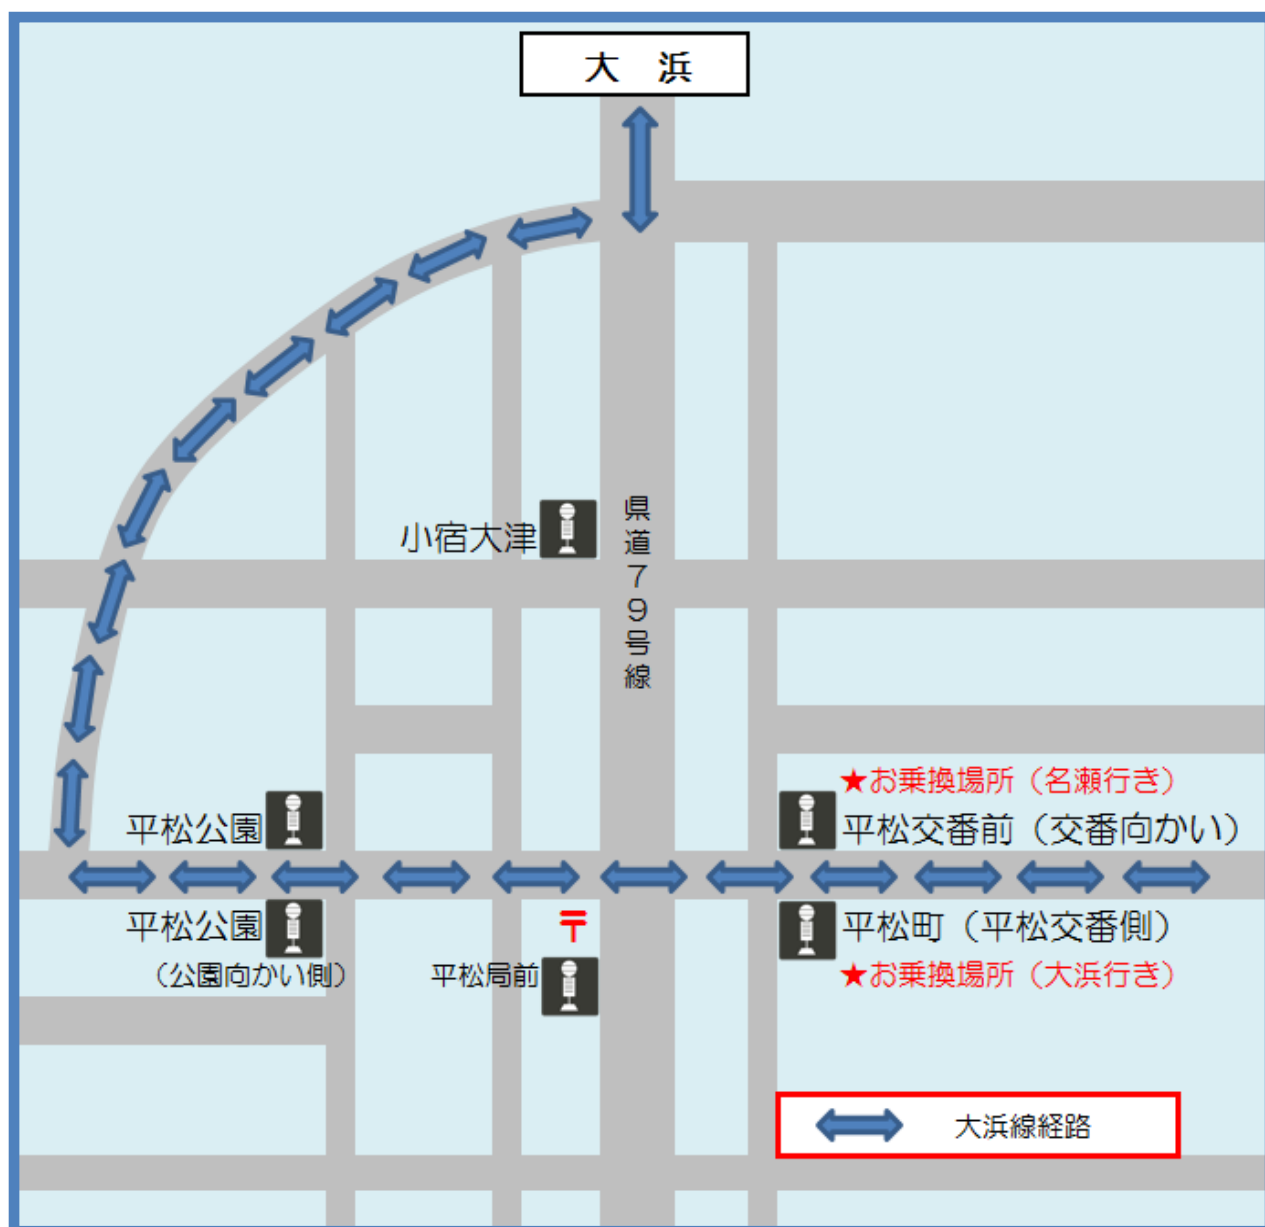 大　浜
小宿大津
県道７９号線
★お乗換場所（名瀬行き）
平松公園
平松交番前（交番向かい）
平松公園
（公園向かい側）
〒
平松局前
平松町（平松交番側）
★お乗換場所（大浜行き）
大浜線経路